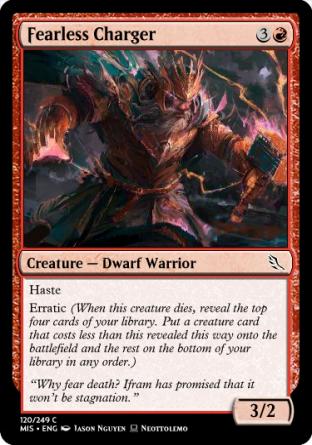 Fearless Charger 3
Creature — Dwarf Warrior
Haste
Erratic (When this creature dies, reveal the top
four cards of your library. Put a creature card
that costs less than this revealed this way onto the
battlefield and the rest on the bottom of your
library in any order.)
“Why fear death? Ifram has promised that it
won’t be stagnation.”
3/2
120/249 C
MIS • ENG Jason Nguyen Neottolemo